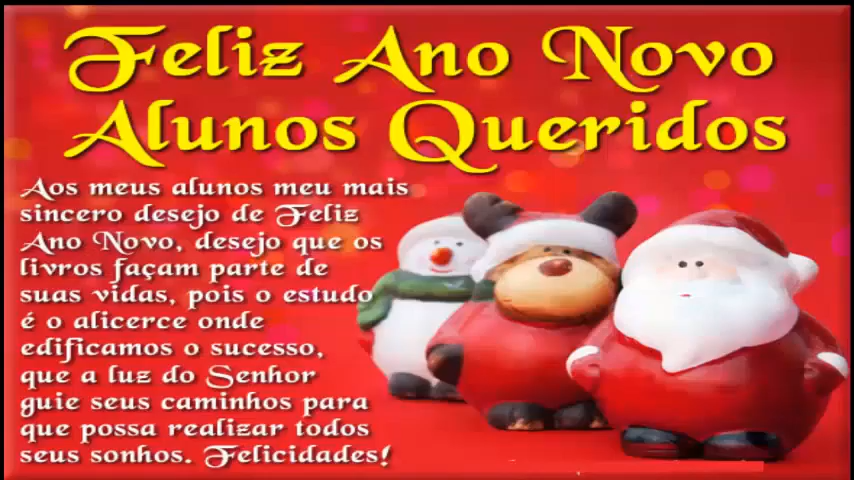 Feliz Ano Novo
Alunos Queridos
Aos meus alunos meu mais
sincero desejo de Feliz
Ano Novo, desejo que os
livros façam parte de
suas vidas, pois o estudo
é o alicerce onde
edificamos o sucesso,
que a luz do Senhor
guie seus caminhos para
que possa realizar todos
seus sonhos. Felicidades!